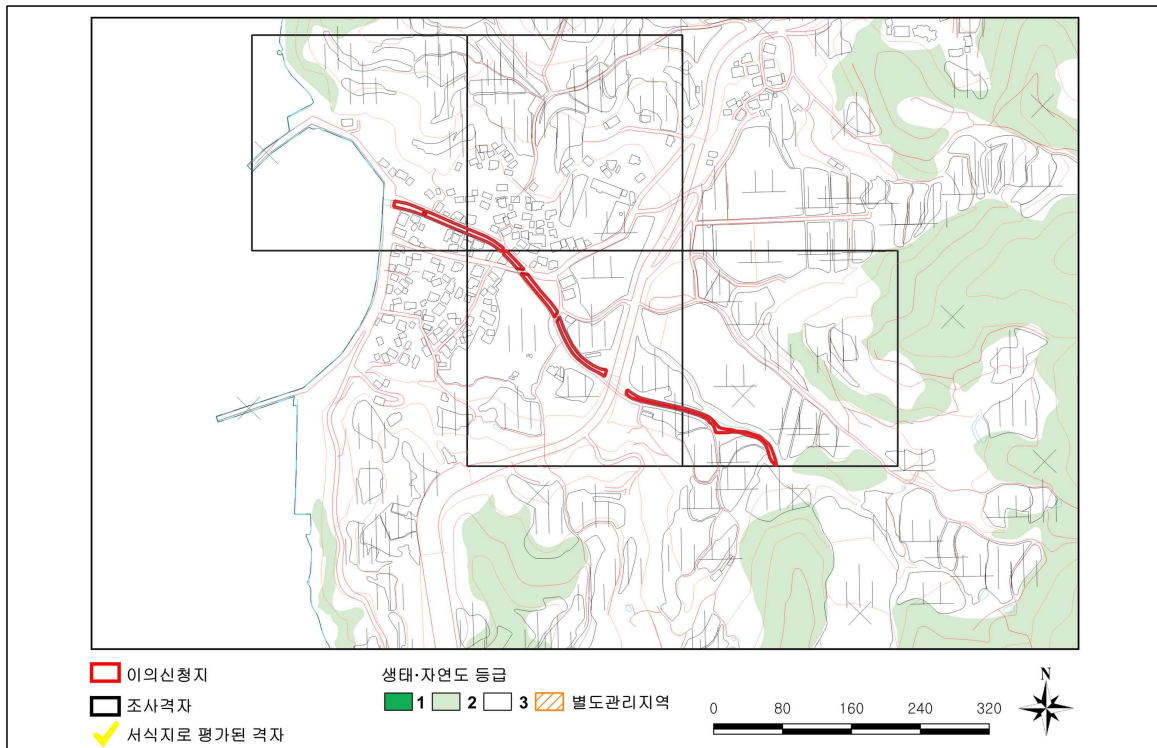 이의신청지
조사격자
서식지로 평가된 격자
생태·자연도 등급
1 2 3 별도관리지역
0 80 160 240 320
N